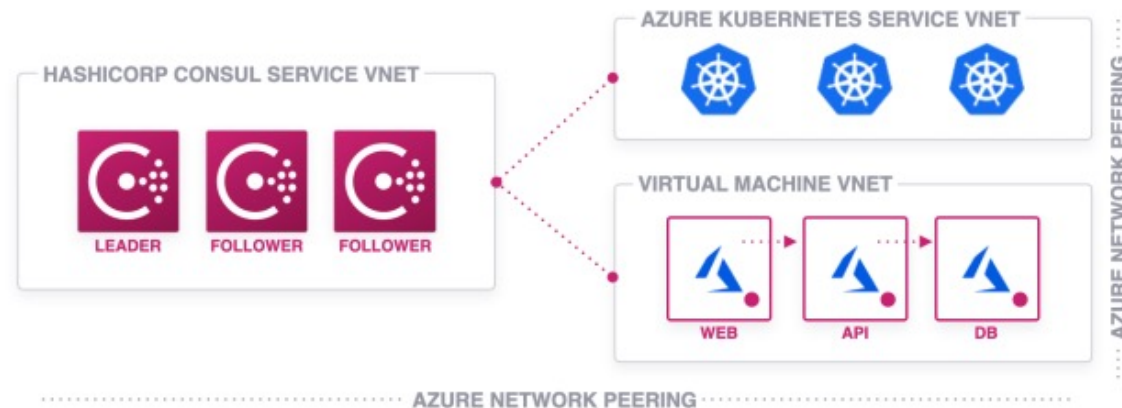 HASHICORP CONSUL SERVICE VNET
LEADER
FOLLOWER
FOLLOWER
AZURE KUBERNETES SERVICE VNET
VIRTUAL MACHINE VNET
WEB
API
DB
AZURE NETWORK PEERING
AZURE NETWORK PEERING